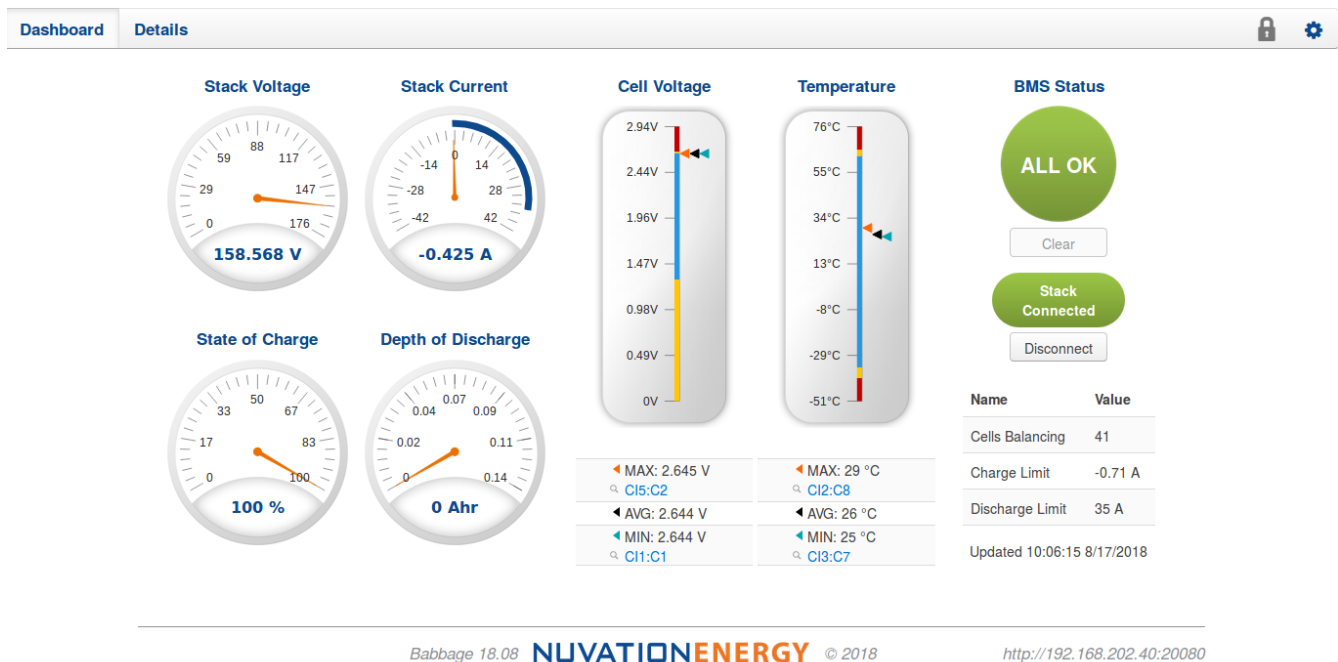 Dashboard Details
Stack Voltage
0
29
59
88
117
147
176
158.568 V
Stack Current
-42
-28
-14
0
14
28
42
-0.425 A
State of Charge
0
17
33
50
67
83
100
100 %
Depth of Discharge
0
0.02
0.04
0.07
0.09
0.11
0.14
0 Ahr
Cell Voltage
2.94V
2.44V
1.96V
1.47V
0.98V
0.49V
0V
MAX: 2.645 V
CI5:C2
AVG: 2.644 V
MIN: 2.644 V
CI1:C1
Temperature
76°C
55°C
34°C
13°C
-8°C
-29°C
-51°C
MAX: 29 °C
CI2:C8
AVG: 26 °C
MIN: 25 °C
CI3:C7
BMS Status
ALL OK
Clear
Stack
Connected
Disconnect
Name Value
Cells Balancing 41
Charge Limit -0.71 A
Discharge Limit 35 A
Updated 10:06:15 8/17/2018
Babbage 18.08 NUVATIONENERGY © 2018 http://192.168.202.40:20080